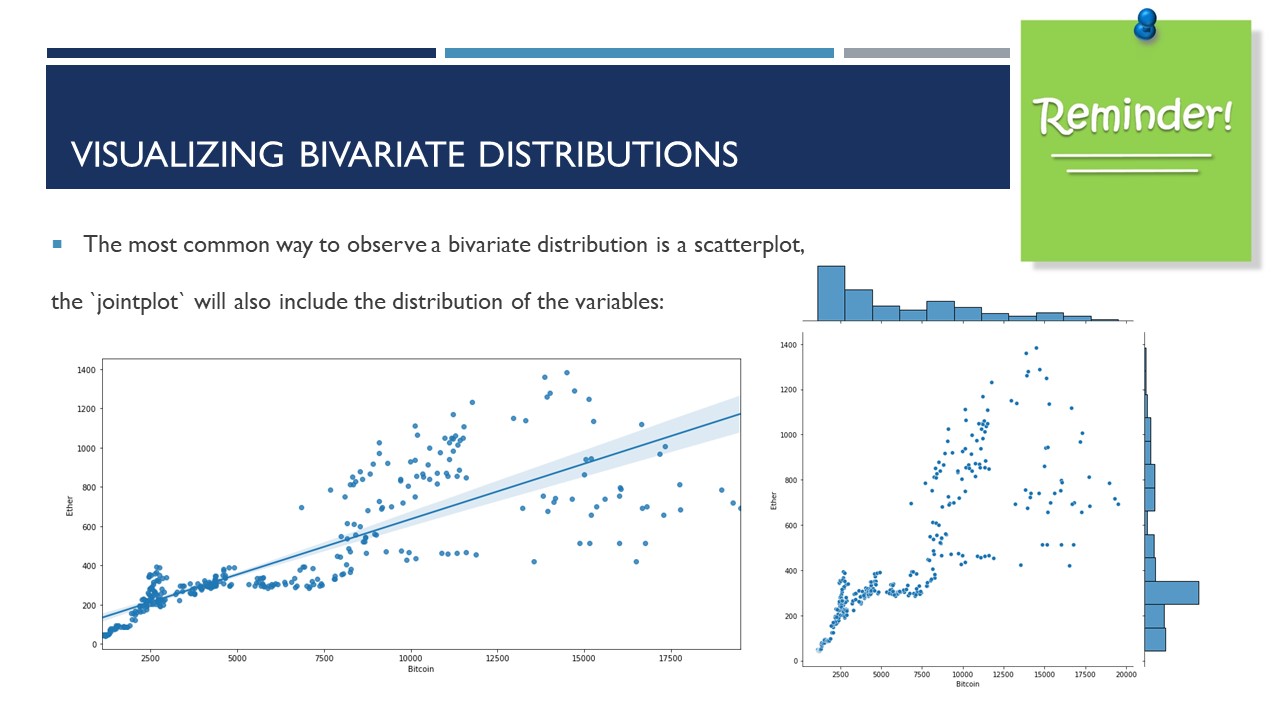 Reminder!
VISUALIZING BIVARIATE DISTRIBUTIONS
The most common way to observe a bivariate distribution is a scatterplot,
the `jointplot` will also include the distribution of the variables:
1400
1200
1000
800
600
400
200
0
Ether
2500 5000 7500 10000 12500 15000 17500
Bitcoin
1400
1200
1000
800
600
400
200
0
Ether
2500 5000 7500 10000 12500 15000 17500 20000
Bitcoin